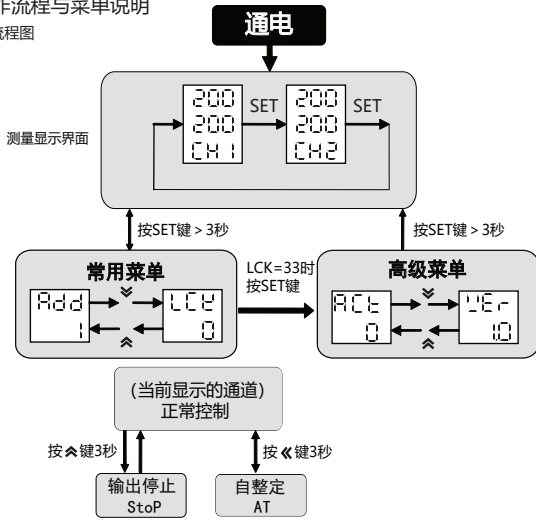 作流程与菜单说明
流程图
通电
测量显示界面
200 SET 200 SET
200 200
CH1 CH2
按SET键 > 3秒 按SET键 > 3秒
常用菜单 LCK=33时 高级菜单
按SET键
Add LCK ACt VEr
1 0 0 1.0
(当前显示的通道)
正常控制
按键3秒 按键3秒
输出停止 自整定
StoP AT